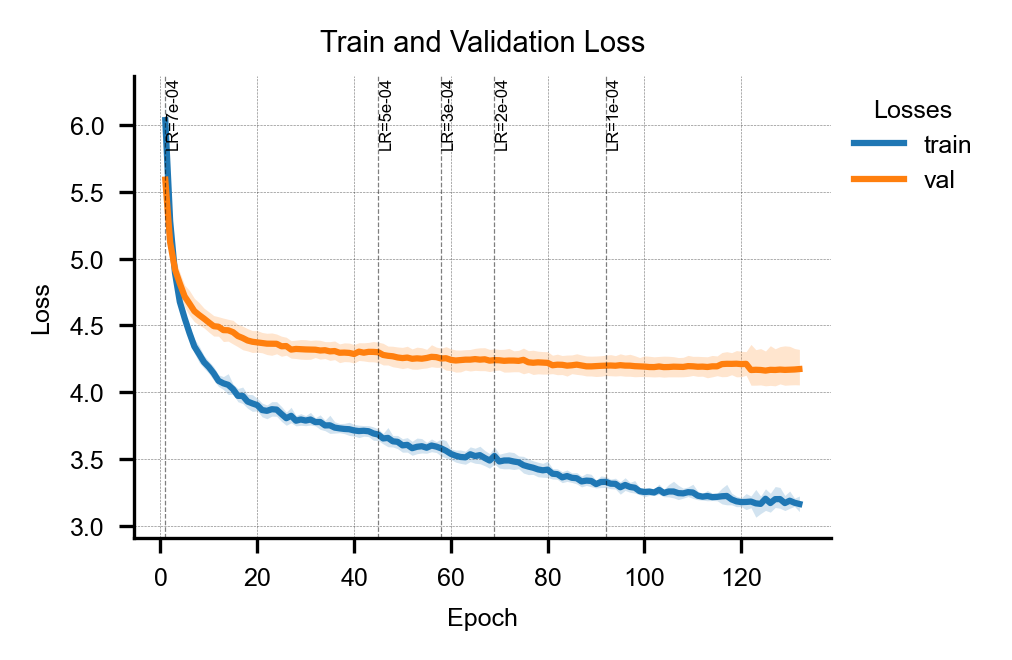 Train and Validation Loss
LR=7e-04
LR=5e-04
LR=3e-04
LR=2e-04
LR=1e-04
Losses
train
val
6.0
5.5
5.0
4.5
4.0
3.5
3.0
Loss
0 20 40 60 80 100 120
Epoch